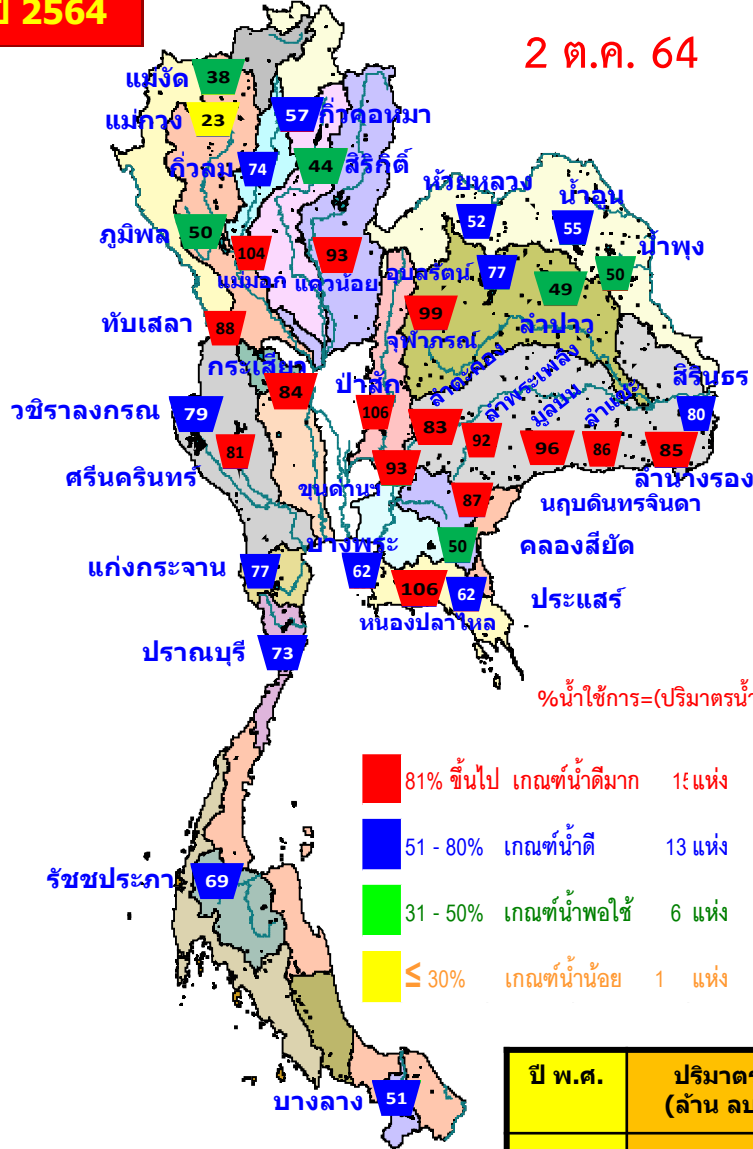 ปี 2564
2 ต.ค. 64
แม่งัด 38
แม่กวง 23
57 กิ่วคอหมา
กิ่วลม 74
44 สิริกิติ์
ห้วยหลวง 52
น้ำอูน 55
น้ำพุง 50
ภูมิพล 50
104 แม่มอก
93 แควน้อย
อุบลรัตน์ 77
49 ลำปาว
99 จุฬาภรณ์
ทับเสลา 88
กระเสียว 84
ป่าสัก 106
ลำตะคอง 83
ลำพระเพลิง 92
มูลบน 96
ลำแชะ 86
สิรินธร 80
85 ลำนางรอง
วชิราลงกรณ 79
81
ศรีนครินทร์
93 ขุนด่านฯ
87 นฤบดินทรจินดา
50 คลองสียัด
แก่งกระจาน 77
บางพระ 62
106 หนองปลาไหล
62 ประแสร์
ปราณบุรี 73
%น้ำใช้การ=(ปริมาตรน้ำ
81% ขึ้นไป เกณฑ์น้ำดีมาก 15 แห่ง
51 - 80% เกณฑ์น้ำดี 13 แห่ง
31 - 50% เกณฑ์น้ำพอใช้ 6 แห่ง
≤ 30% เกณฑ์น้ำน้อย 1 แห่ง
รัชชประภา 69
บางลาง 51
ปี พ.ศ.
ปริมาตร
(ล้าน ลบ